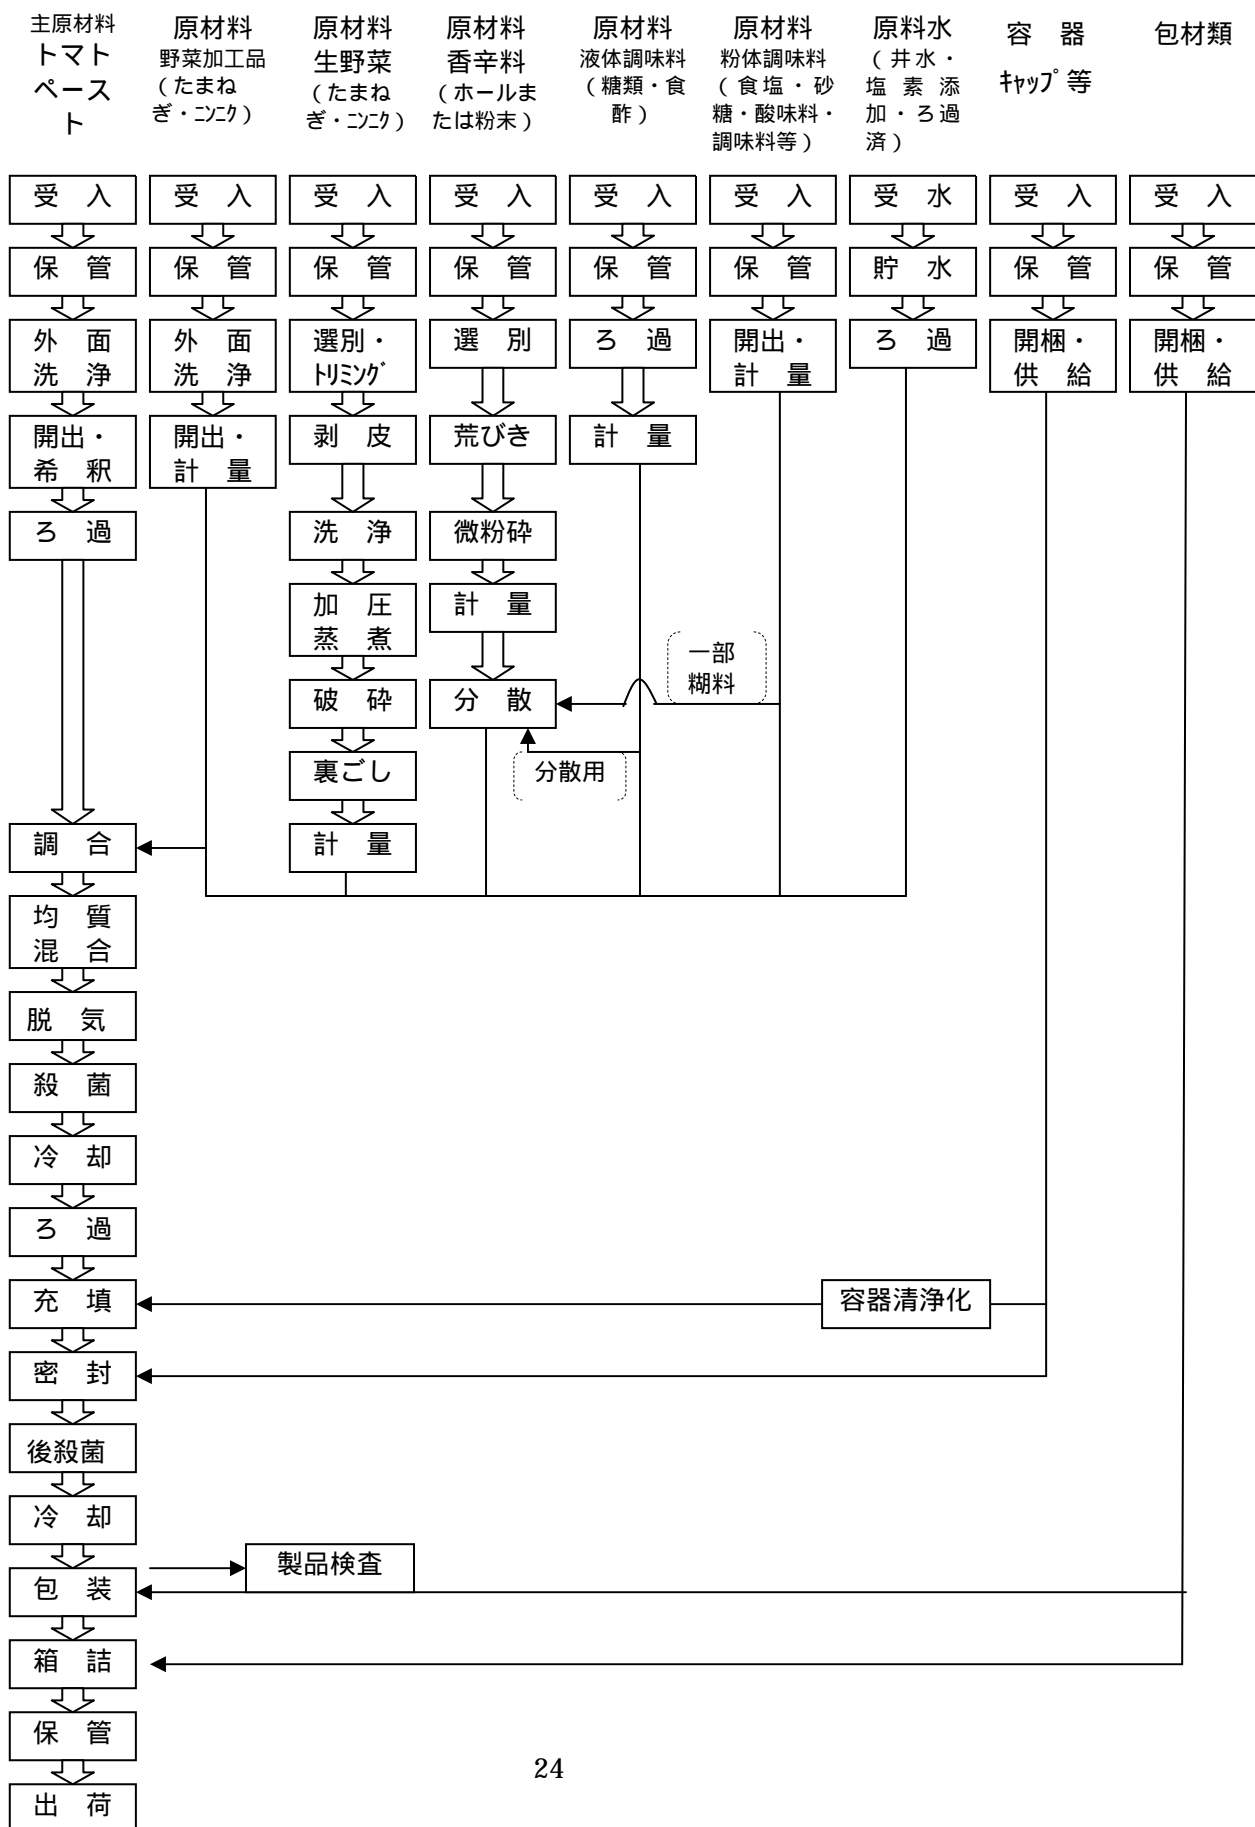 主原材料
トマト
ペース
ト
原材料
野菜加工品
（たまね
ぎ・ﾆﾝﾆｸ）
原材料
生野菜
（たまね
ぎ・ﾆﾝﾆｸ）
原材料
香辛料
（ホールま
たは粉末）
原材料
液体調味料
（糖類・食
酢）
原材料
粉体調味料
（食塩・砂
糖・酸味料・
調味料等）
原料水
（井水・
塩素添
加・ろ過
済）
容器
ｷｬｯﾌﾟ等
包材類
受入
受入
受入
受入
受入
受入
受水
受入
受入
保管
保管
保管
保管
保管
保管
貯水
保管
保管
外面
洗浄
外面
洗浄
選別・
ﾄﾘﾐﾝｸﾞ
選別
ろ過
開出・
計量
ろ過
開梱・
供給
開梱・
供給
開出・
希釈
開出・
計量
剥皮
荒びき
計量
ろ過
洗浄
微粉砕
加圧
蒸煮
計量
一部
糊料
破砕
分散
裏ごし
分散用
調合
計量
均質
混合
脱気
殺菌
冷却
ろ過
充填
容器清浄化
密封
後殺菌
冷却
製品検査
包装
箱詰
保管
出荷
24